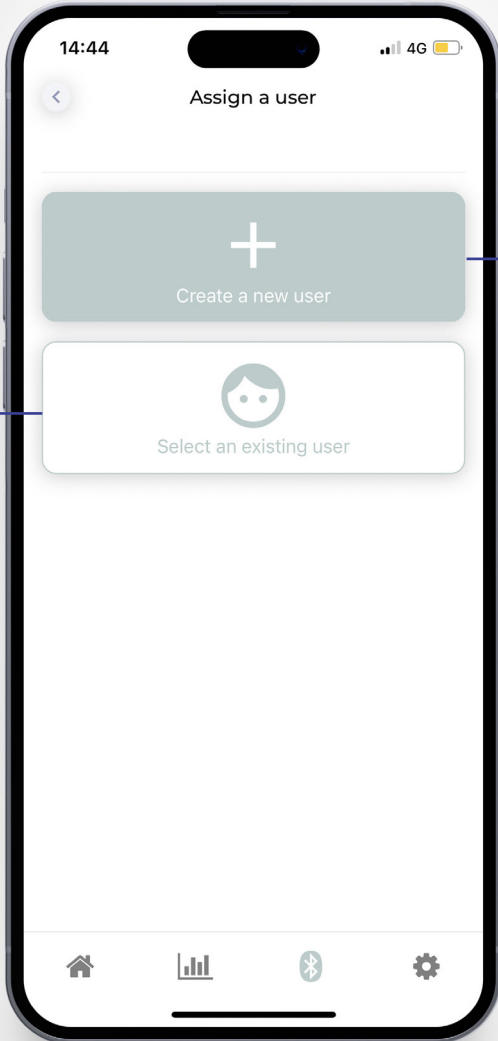 14:44
4G
Assign a user
Create a new user
Select an existing user